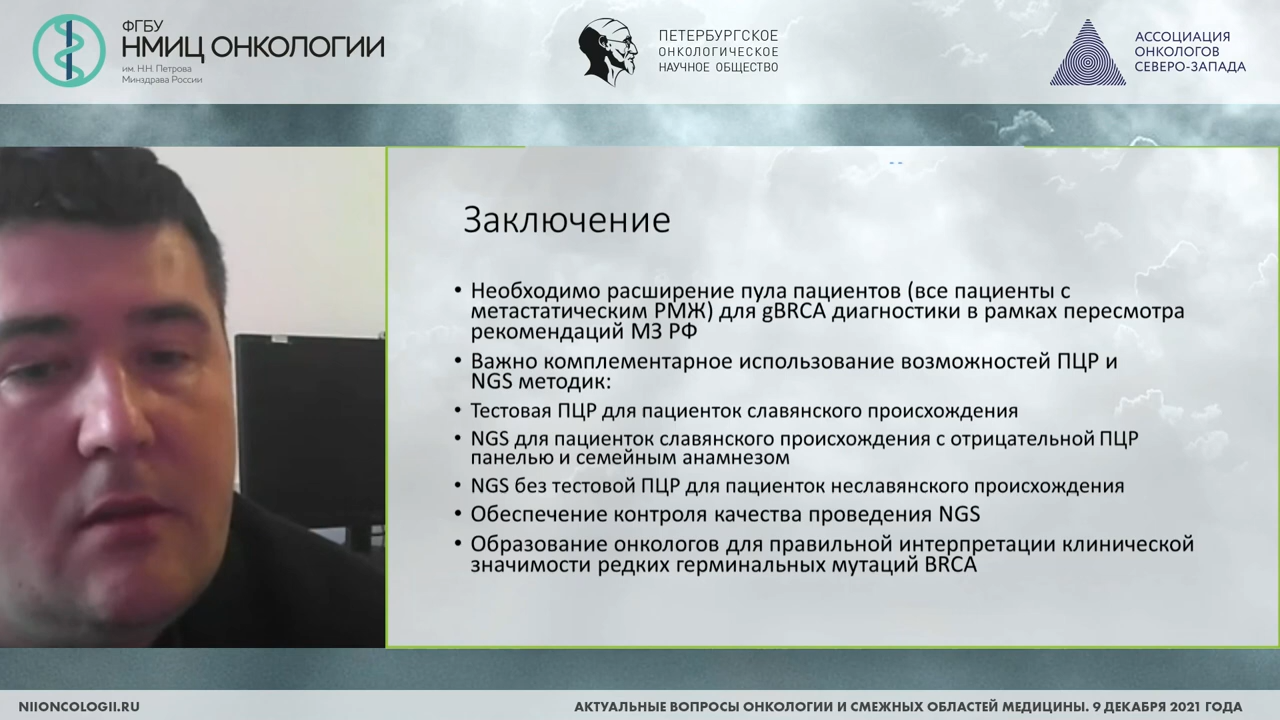 ФГБУ
НМИЦ ОНКОЛОГИИ
им. Н.Н. Петрова
Минздрава России
ПЕТЕРБУРГСКОЕ
ОНКОЛОГИЧЕСКОЕ
НАУЧНОЕ ОБЩЕСТВО
АССОЦИАЦИЯ
ОНКОЛОГОВ
СЕВЕРО-ЗАПАДА
Заключение
• Необходимо расширение пула пациентов (все пациенты с
метастатическим РМЖ) для gBRCA диагностики в рамках пересмотра
рекомендаций МЗ РФ
• Важно комплементарное использование возможностей ПЦР и
NGS методик:
• Тестовая ПЦР для пациенток славянского происхождения
• NGS для пациенток славянского происхождения с отрицательной ПЦР
панелью и семейным анамнезом
• NGS без тестовой ПЦР для пациенток неславянского происхождения
• Обеспечение контроля качества проведения NGS
• Образование онкологов для правильной интерпретации клинической
значимости редких герминальных мутаций BRCA
NIIONCOLOGII.RU
АКТУАЛЬНЫЕ ВОПРОСЫ ОНКОЛОГИИ И СМЕЖНЫХ ОБЛАСТЕЙ МЕДИЦИНЫ. 9 ДЕКАБРЯ 2021 ГОДА